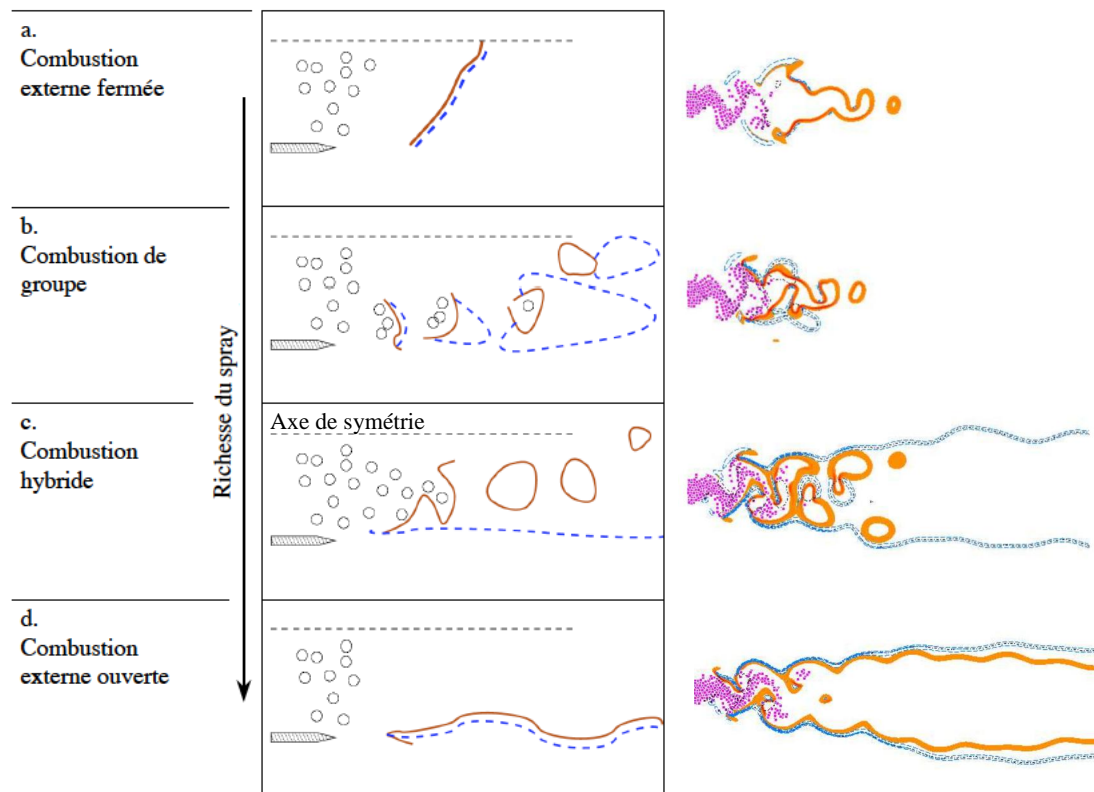 a.
Combustion
externe fermée
b.
Combustion de
groupe
Richesse du spray
c.
Combustion
hybride
Axe de symétrie
d.
Combustion
externe ouverte